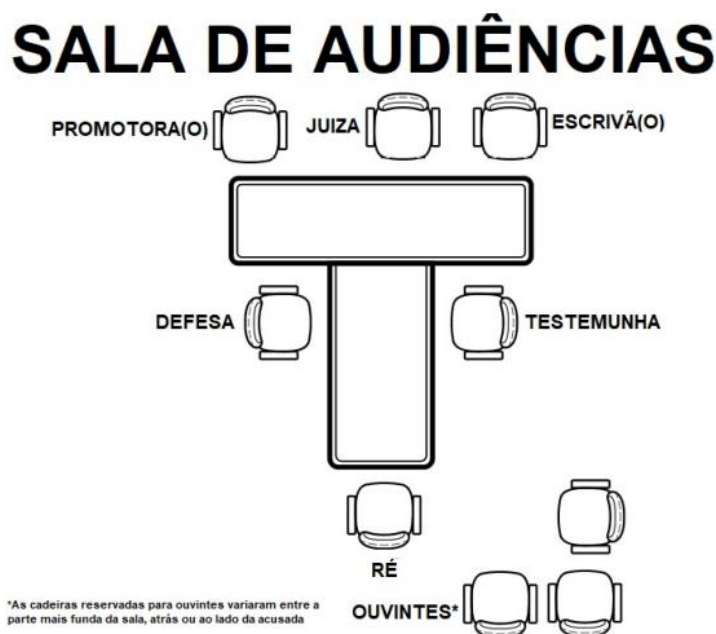 SALA DE AUDIÊNCIAS
PROMOTORA(O)
JUIZA
ESCRIVÃ(O)
DEFESA
TESTEMUNHA
RÉ
OUVINTES*
*As cadeiras reservadas para ouvintes variaram entre a
parte mais funda da sala, atrás ou ao lado da acusada